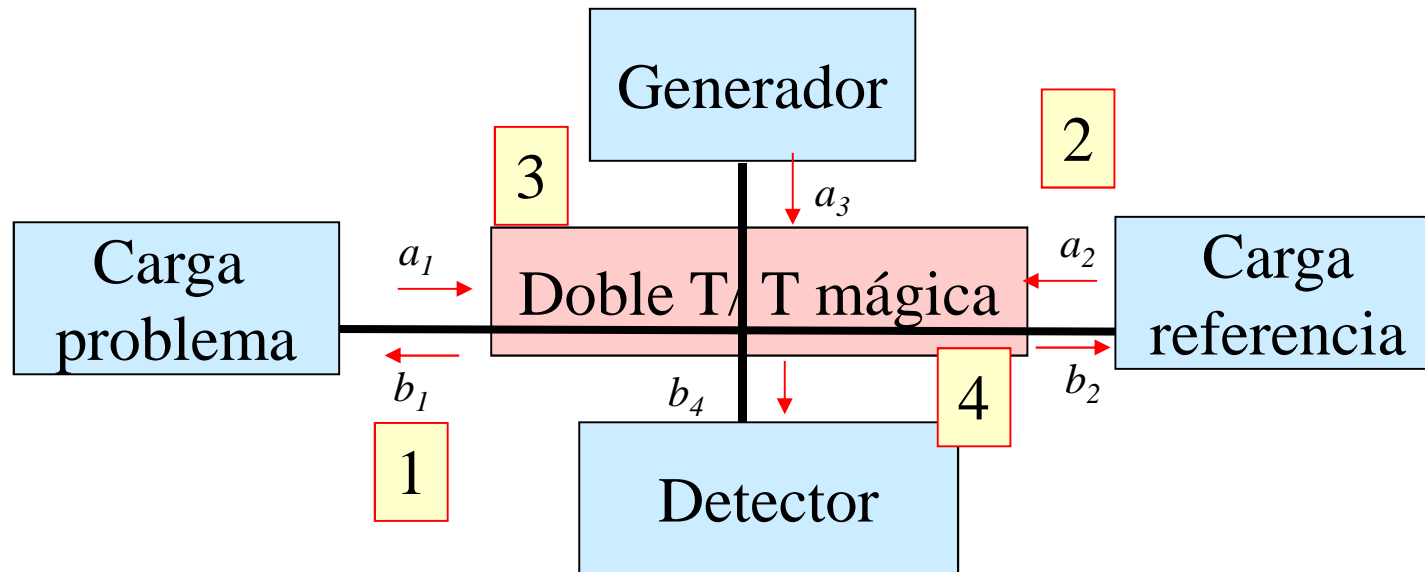 Generador
2
3
a3
Carga
problema
a1
Doble T/ T mágica
a2
Carga
referencia
b1
b4
4
b2
1
Detector